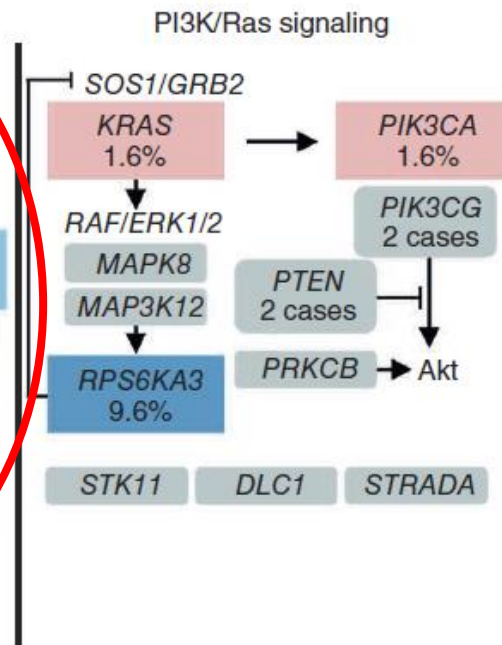 PI3K/Ras signaling
SOS1/GRB2
KRAS
1.6%
PIK3CA
1.6%
RAF/ERK1/2
PIK3CG
2 cases
MAPK8
MAP3K12
PTEN
2 cases
RPS6KA3
9.6%
PRKCB
Akt
STK11
DLC1
STRADA